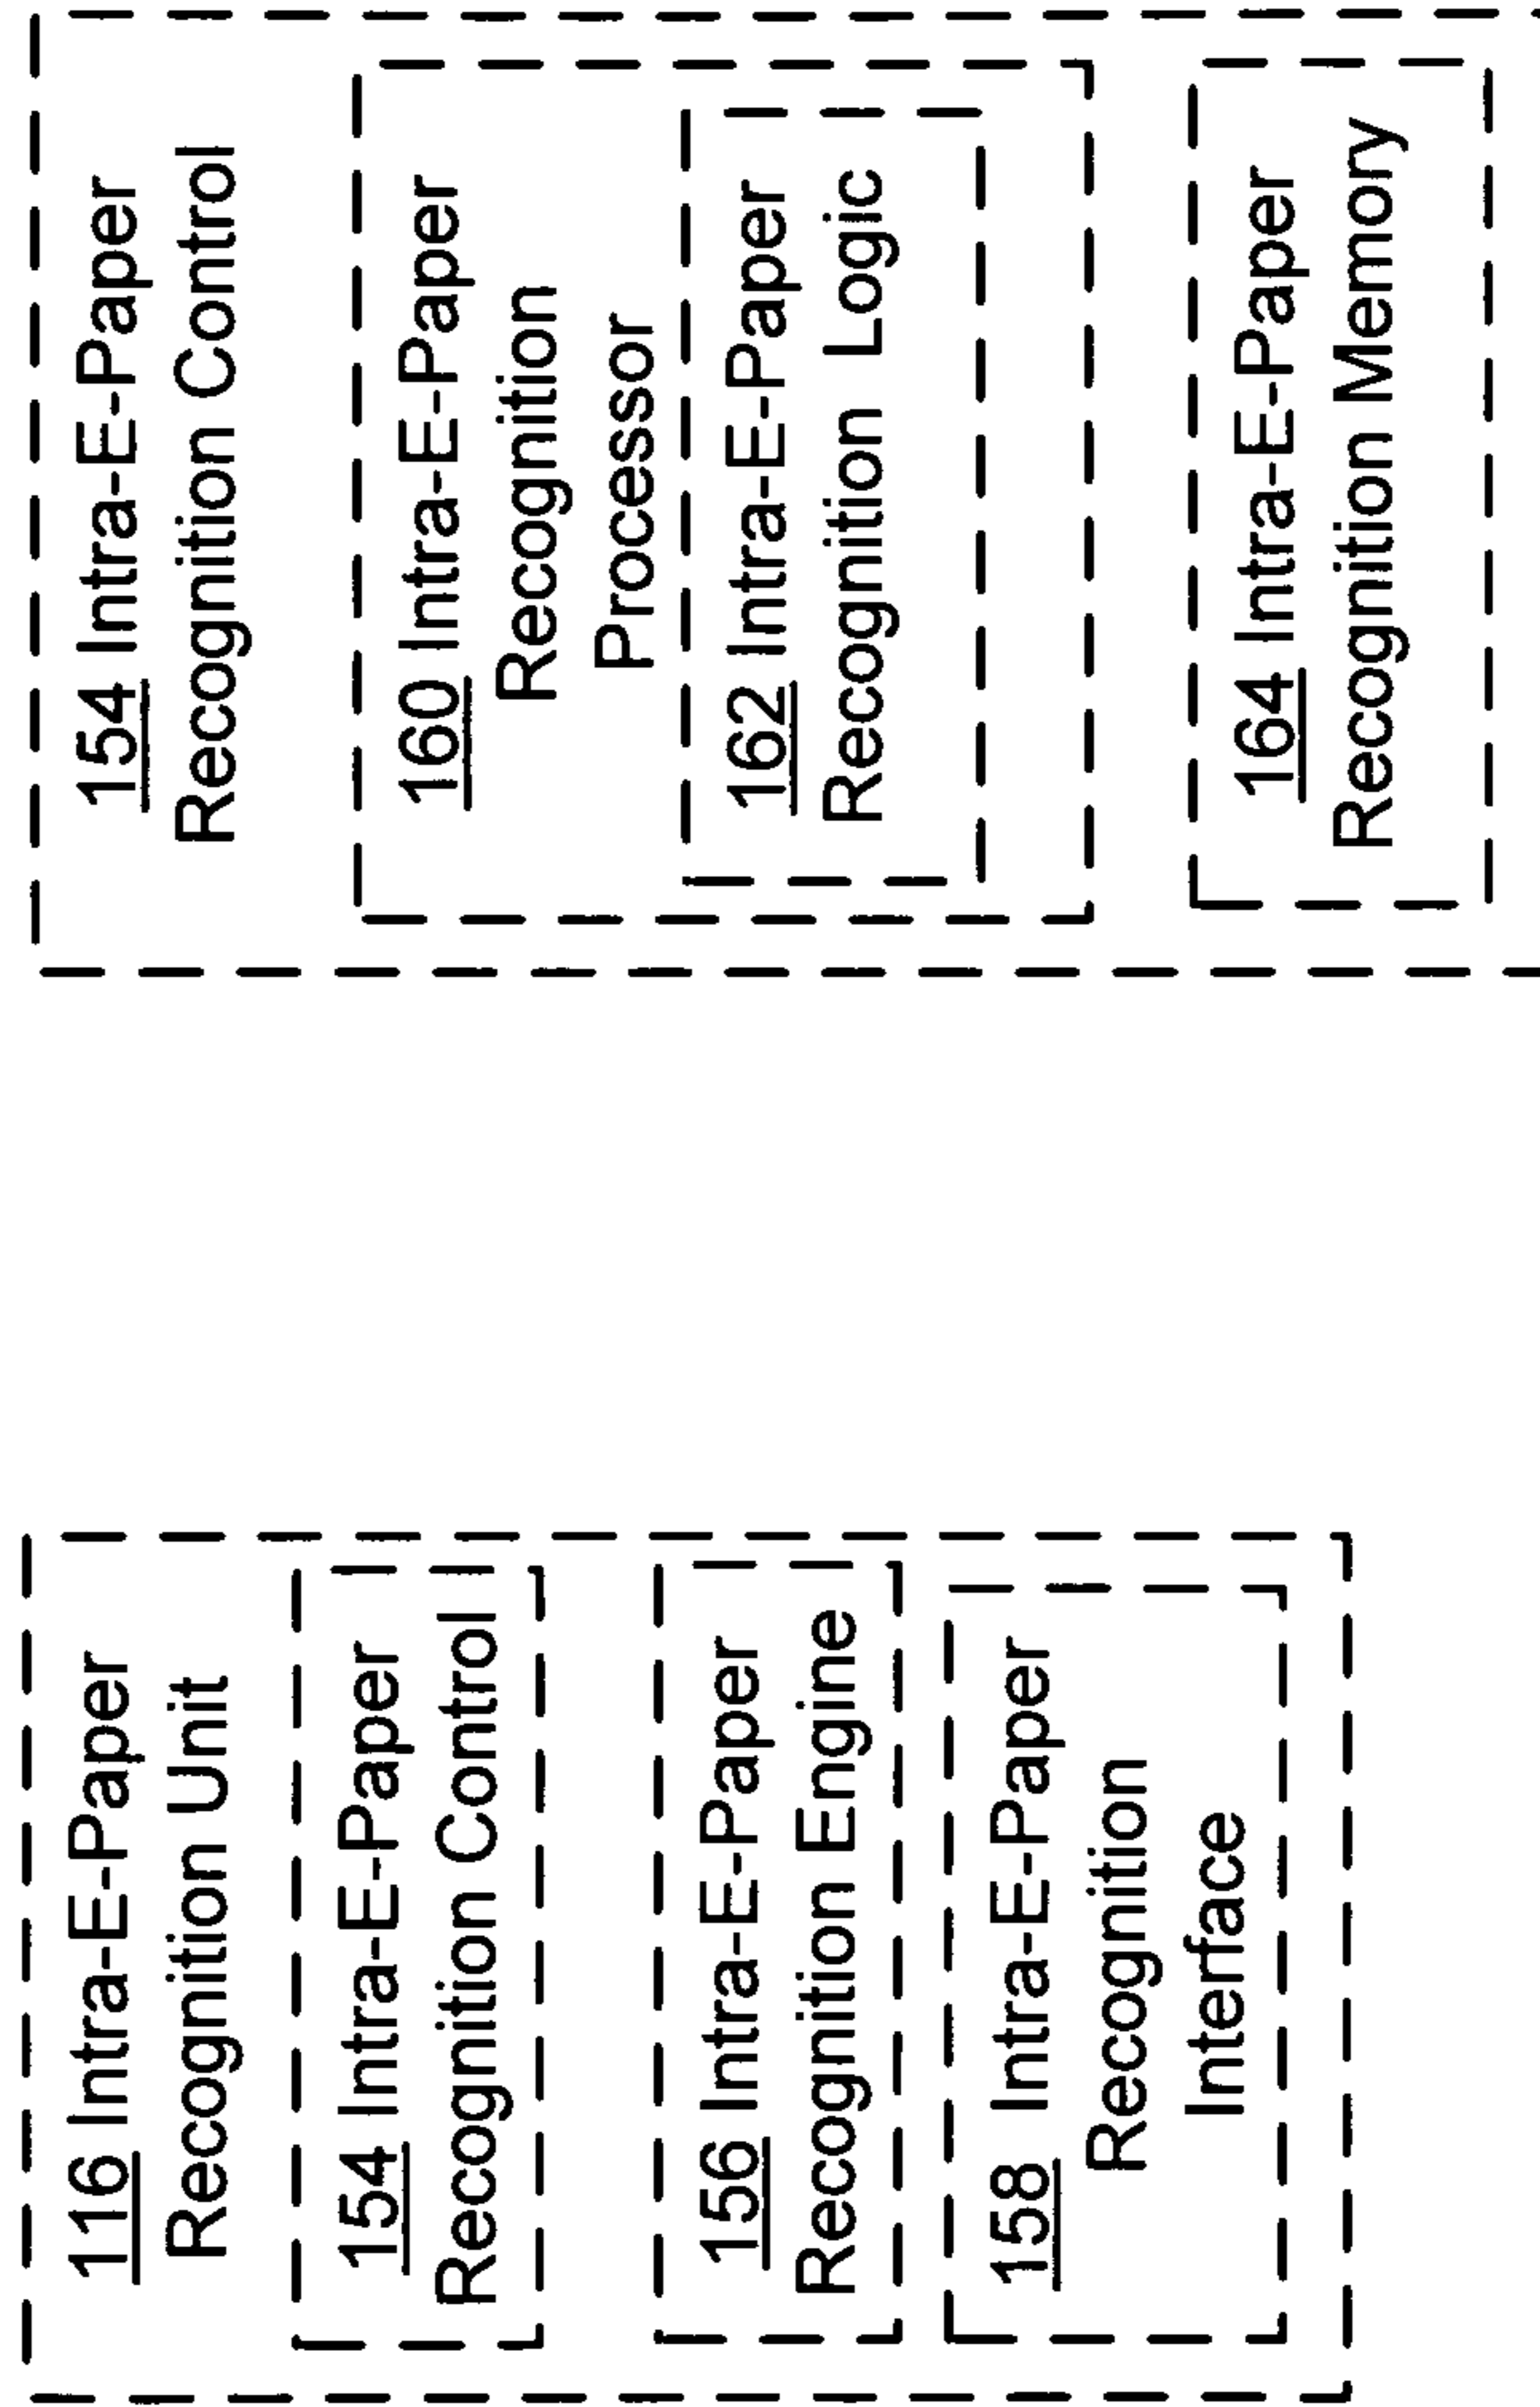 116 Intra-E-Paper
Recognition Unit
154 Intra-E-Paper
Recognition Control
156 Intra-E-Paper
Recognition Engine
158 Intra-E-Paper
Recognition
Interface
154 Intra-E-Paper
Recognition Control
160 Intra-E-Paper
Recognition
Processor
162 Intra-E-Paper
Recognition Logic
164 Intra-E-Paper
Recognition Memory